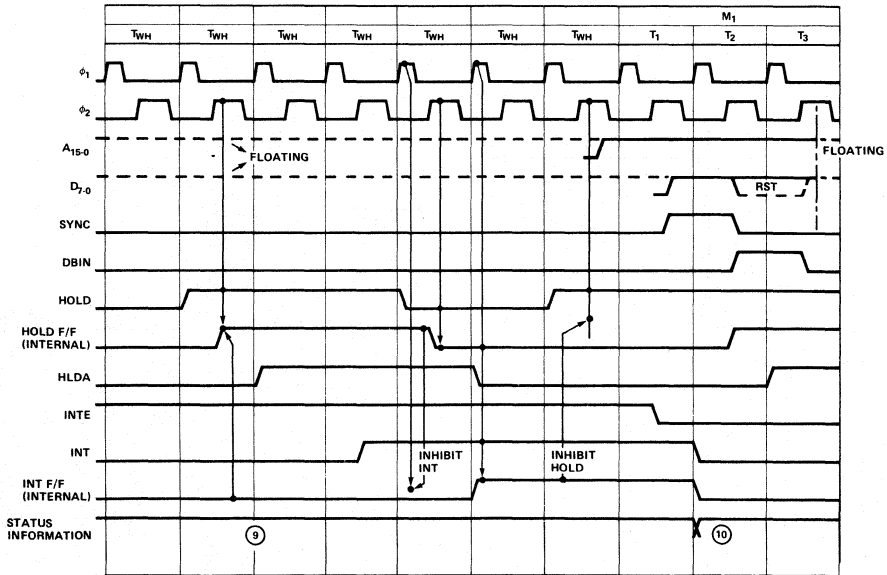 M1
TWH TWH TWH TWH TWH TWH TWH T1 T2 T3
φ1
φ2
A15-0
FLOATING
FLOATING
D7-0
RST
SYNC
DBIN
HOLD
HOLD F/F
(INTERNAL)
HLDA
INTE
INT
INHIBIT
INT
INHIBIT
HOLD
INT F/F
(INTERNAL)
STATUS
INFORMATION
9
10